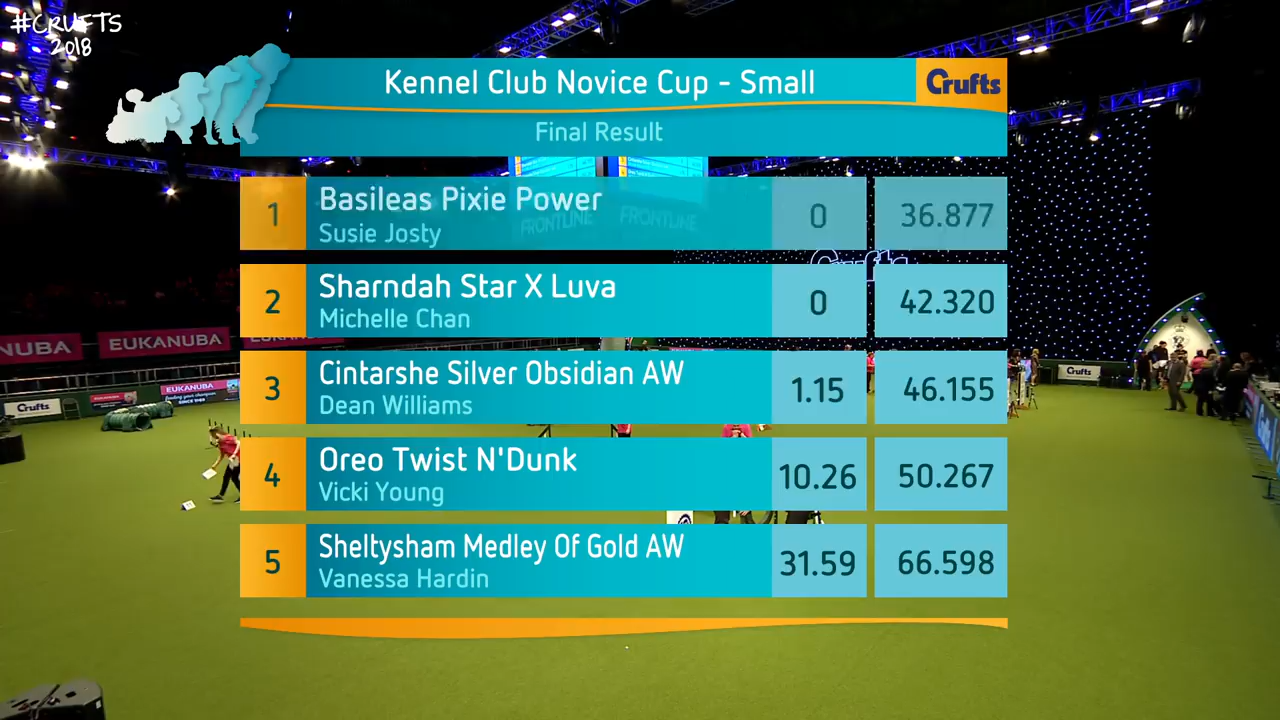 #CRUFTS
2018
Kennel Club Novice Cup - Small
Crufts
Final Result
1
Basileas Pixie Power
Susie Josty
0
36.877
FRONTLINE
FRONTLINE
Crufts
2
Sharndah Star X Luva
Michelle Chan
0
42.320
NUBA
EUKANUBA
EUKANUBA
3
Cintarshe Silver Obsidian AW
Dean Williams
1.15
46.155
Crufts
EUKANUBA
Crufts
4
Oreo Twist N'Dunk
Vicki Young
10.26
50.267
5
Sheltysham Medley Of Gold AW
Vanessa Hardin
31.59
66.598